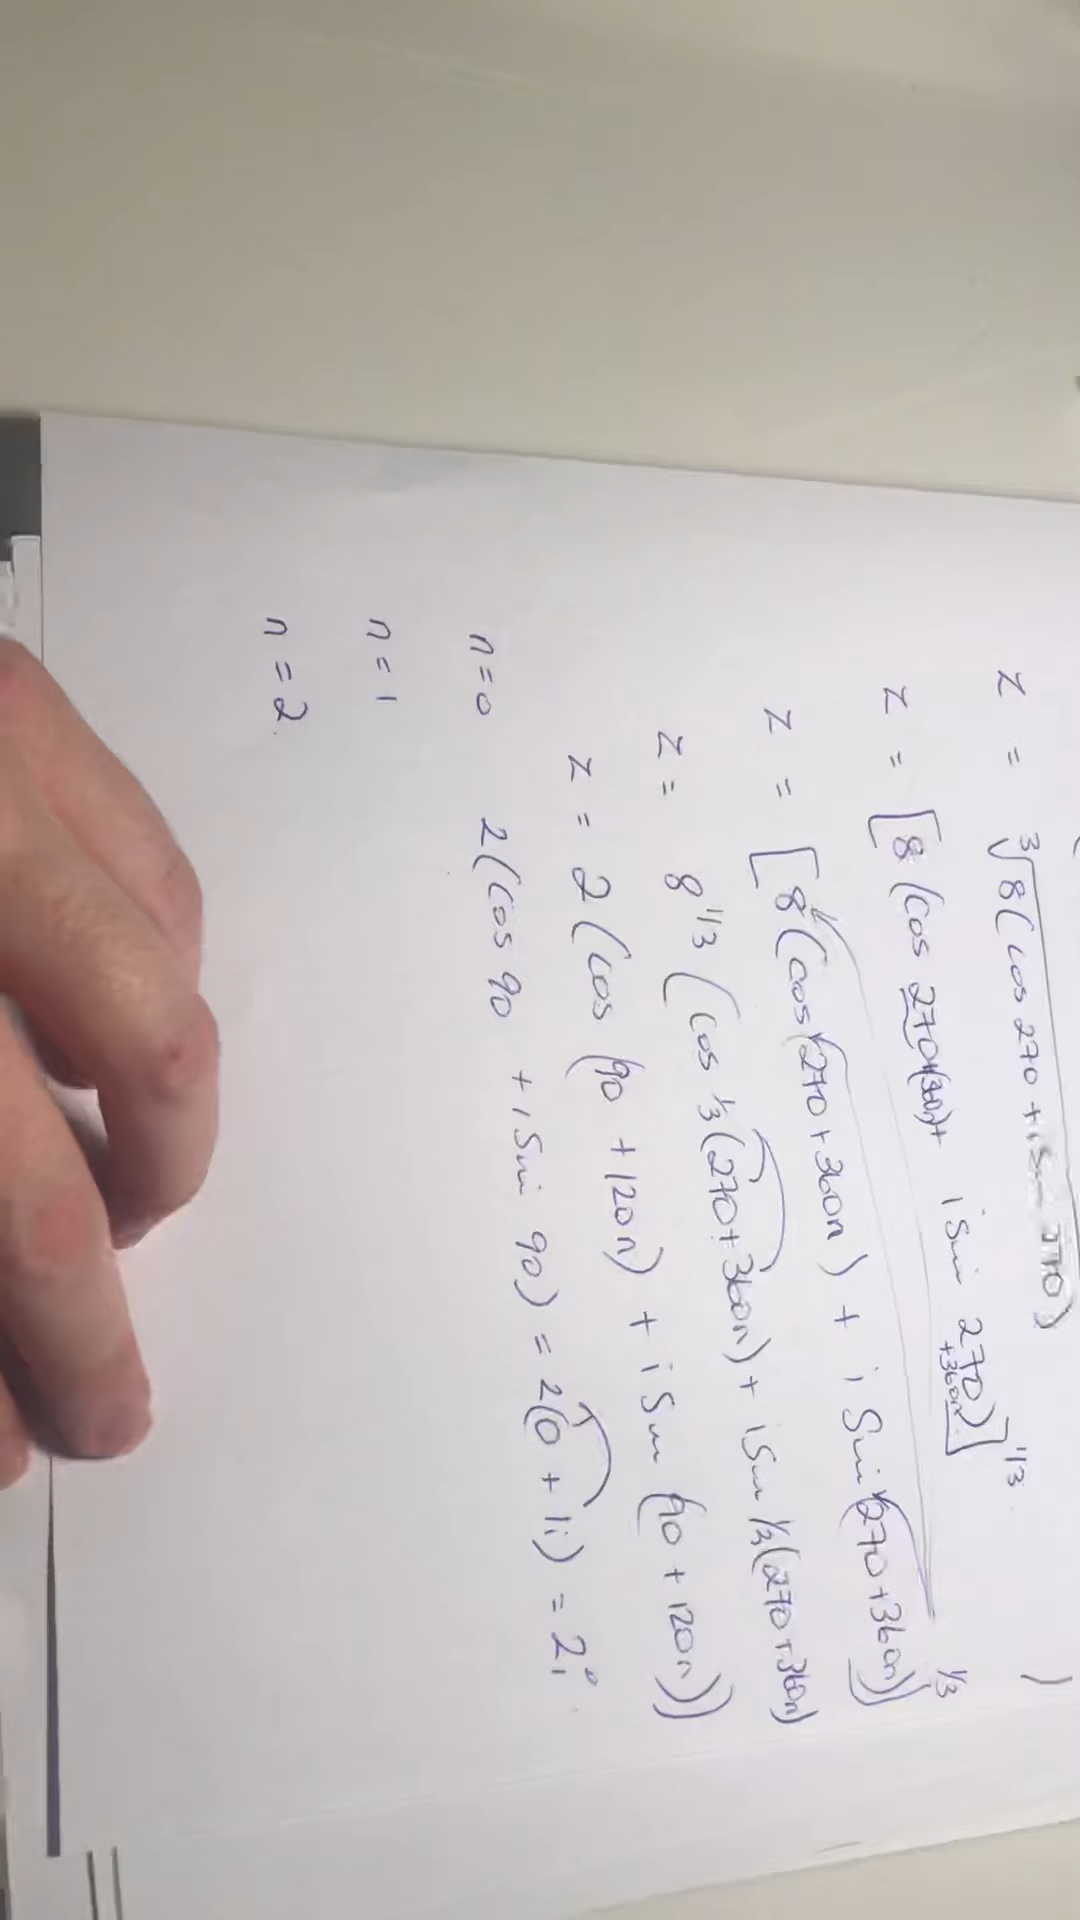 z = ∛8(cos 270 + i
z = [8 (cos 270+(360n)+ i Sin 270) +360n]^1/3
z = [8(cos(270+360n) + i Sin(270+360n))]^1/3
z = 8^1/3 (cos 1/3(270+360n) + i Sin 1/3(270+360n)
z = 2(cos (90 + 120n) + i Sin (90 + 120n))
n=0 2(cos 90 + i Sin 90) = 2(0 + 1i) = 2i
n = 1
n = 2